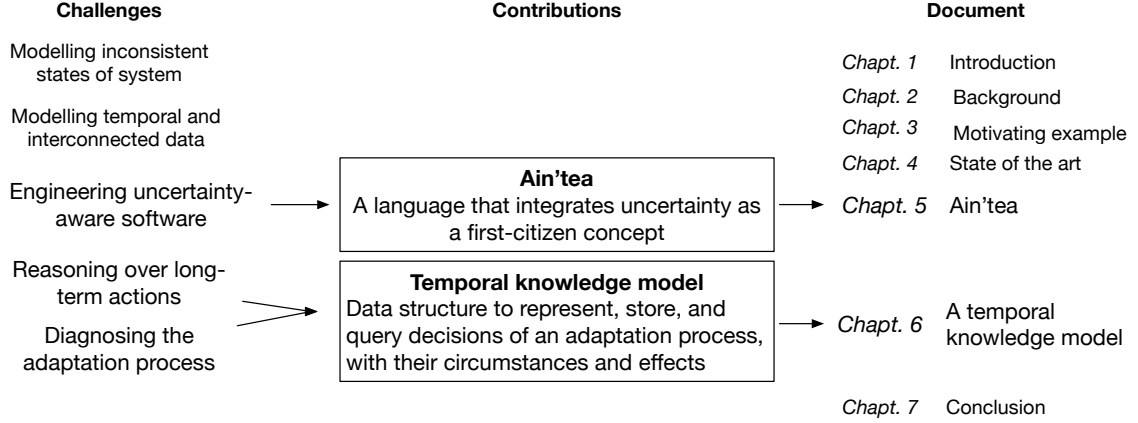 Challenges
Contributions
Document
Modelling inconsistent
states of system
Modelling temporal and
interconnected data
Engineering uncertainty-
aware software
Reasoning over long-
term actions
Diagnosing the
adaptation process
Ain'tea
A language that integrates uncertainty as
a first-citizen concept
Temporal knowledge model
Data structure to represent, store, and
query decisions of an adaptation process,
with their circumstances and effects
Chapt. 1 Introduction
Chapt. 2 Background
Chapt. 3 Motivating example
Chapt. 4 State of the art
Chapt. 5 Ain'tea
Chapt. 6 A temporal
knowledge model
Chapt. 7 Conclusion